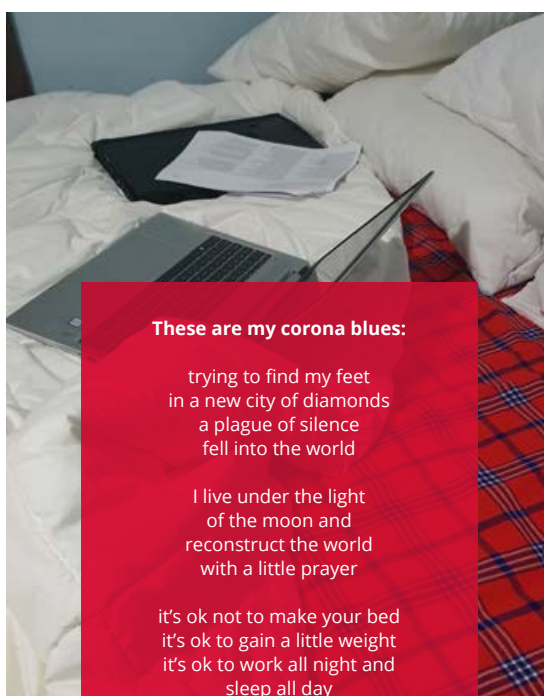 These are my corona blues:
trying to find my feet
in a new city of diamonds
a plague of silence
fell into the world
I live under the light
of the moon and
reconstruct the world
with a little prayer
it's ok not to make your bed
it's ok to gain a little weight
it's ok to work all night and
sleep all day